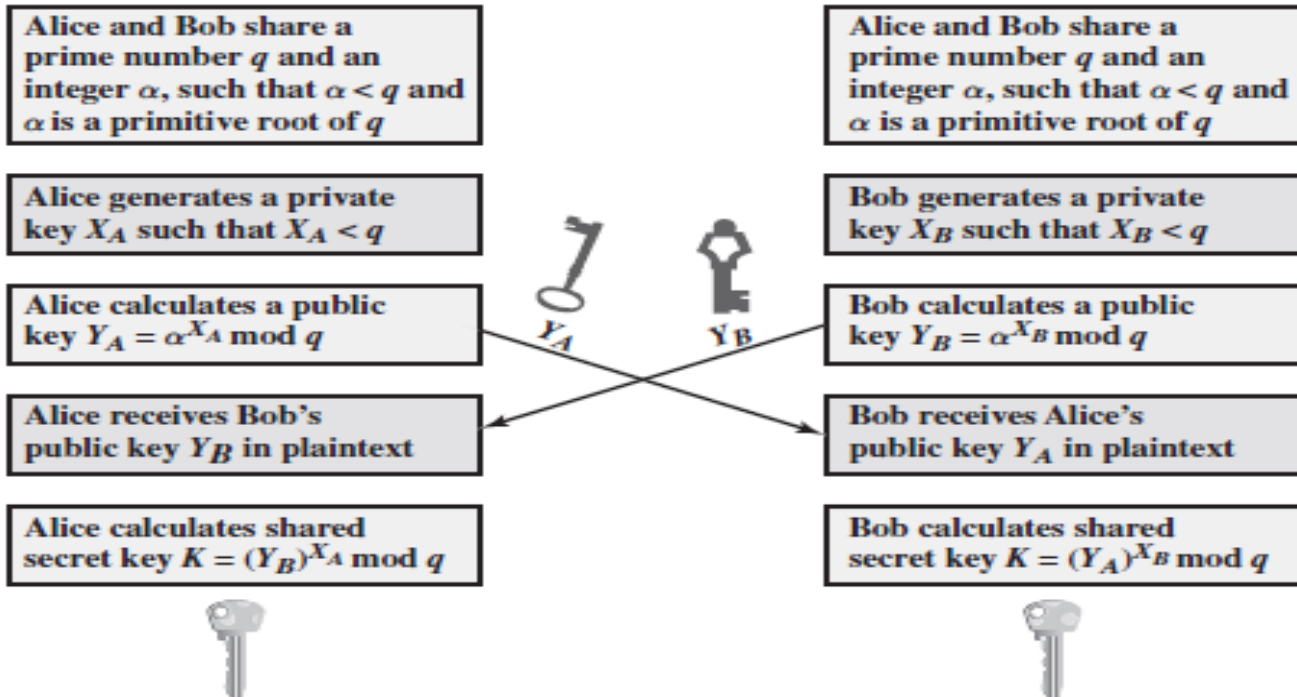 Alice and Bob share a
prime number q and an
integer α, such that α < q and
α is a primitive root of q
Alice generates a private
key X_A such that X_A < q
Alice calculates a public
key Y_A = α^{X_A} mod q
Alice receives Bob's
public key Y_B in plaintext
Alice calculates shared
secret key K = (Y_B)^{X_A} mod q
Y_A
Y_B
Alice and Bob share a
prime number q and an
integer α, such that α < q and
α is a primitive root of q
Bob generates a private
key X_B such that X_B < q
Bob calculates a public
key Y_B = α^{X_B} mod q
Bob receives Alice's
public key Y_A in plaintext
Bob calculates shared
secret key K = (Y_A)^{X_B} mod q